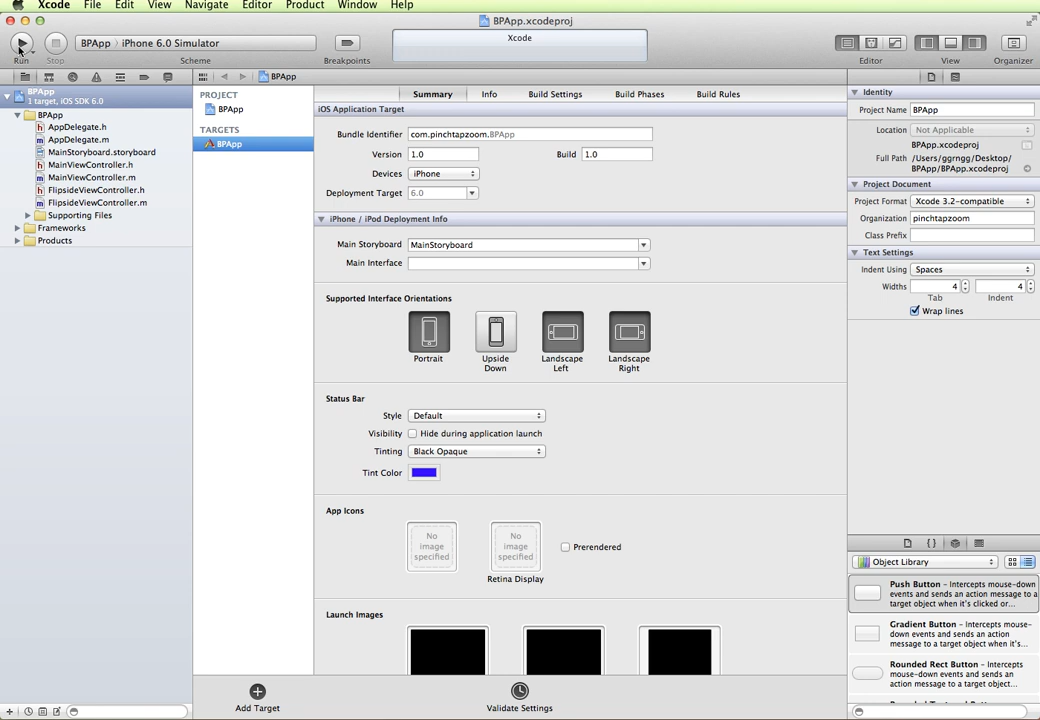 Xcode File Edit View Navigate Editor Product Window Help
BPApp.xcodeproj
BPApp 〉 iPhone 6.0 Simulator
Xcode
Run Stop Scheme Breakpoints Editor View Organizer
BPApp
BPApp
1 target, iOS SDK 6.0
BPApp
AppDelegate.h
AppDelegate.m
MainStoryboard.storyboard
MainViewController.h
MainViewController.m
FlipsideViewController.h
FlipsideViewController.m
Supporting Files
Frameworks
Products
PROJECT
BPApp
TARGETS
BPApp
Summary Info Build Settings Build Phases Build Rules
iOS Application Target
Bundle Identifier com.pinchtapzoom.BPApp
Version 1.0 Build 1.0
Devices iPhone
Deployment Target 6.0
iPhone / iPod Deployment Info
Main Storyboard MainStoryboard
Main Interface
Supported Interface Orientations
Portrait Upside Down Landscape Left Landscape Right
Status Bar
Style Default
Visibility Hide during application launch
Tinting Black Opaque
Tint Color
App Icons
No image specified
No image specified
Prerendered
Retina Display
Launch Images
Add Target Validate Settings
Identity
Project Name BPApp
Location Not Applicable
BPApp.xcodeproj
Full Path /Users/ggrngg/Desktop/
BPApp/BPApp.xcodeproj
Project Document
Project Format Xcode 3.2-compatible
Organization pinchtapzoom
Class Prefix
Text Settings
Indent Using Spaces
Widths 4 4
Tab Indent
Wrap lines
Object Library
Push Button – Intercepts mouse-down
events and sends an action message to a
target object when it's clicked or...
Gradient Button – Intercepts mouse-
down events and sends an action
message to a target object when it's...
Rounded Rect Button – Intercepts
mouse-down events and sends an
action message to a target object...